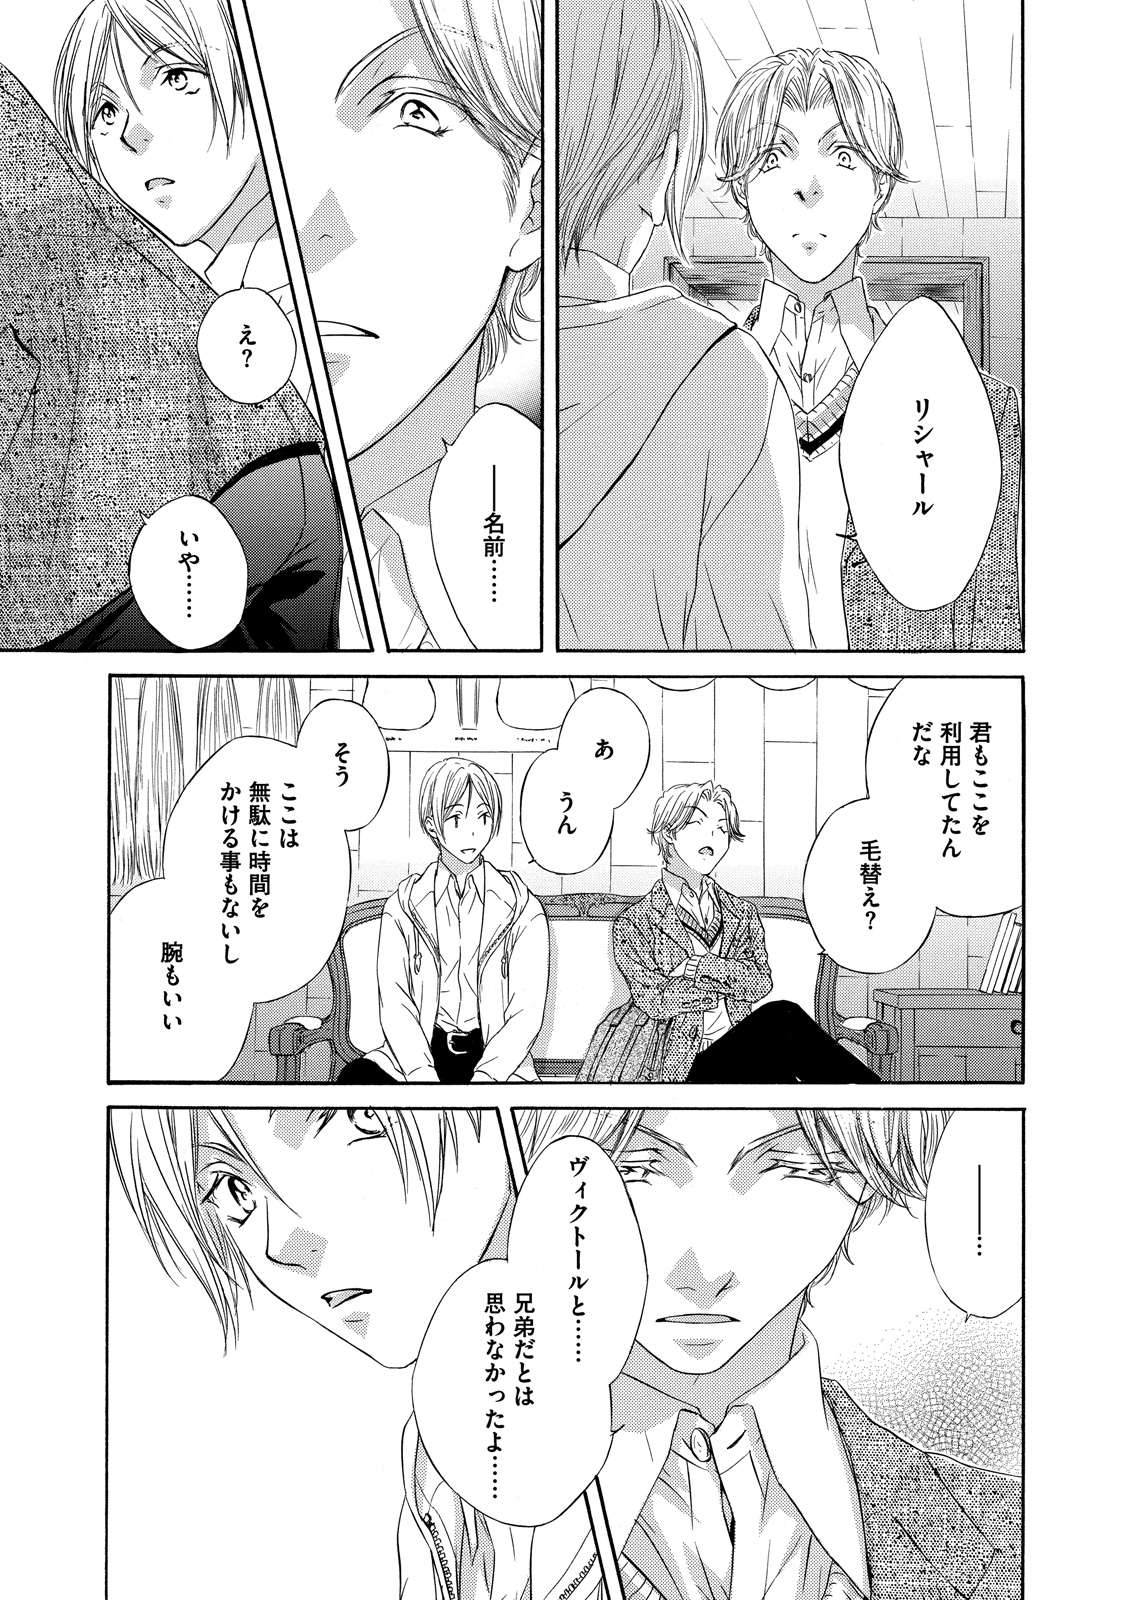 リシャール
――名前……
え？
いや……
君もここを
利用してたん
だな
毛替え？
あ
うん
そう
ここは
無駄に時間を
かける事もないし
腕もいい
――…
ヴィクトールと……
兄弟だとは
思わなかったよ……